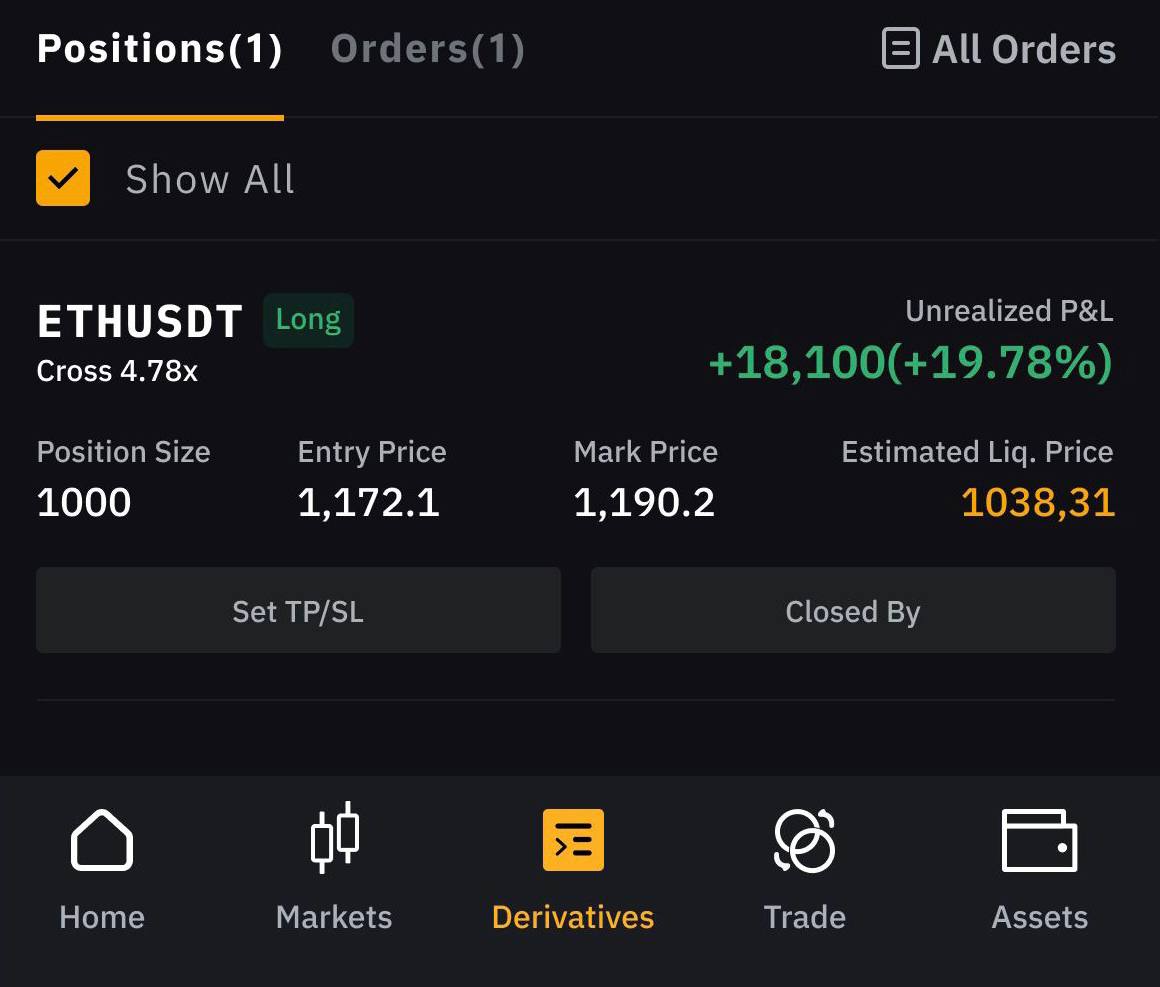 Positions(1) Orders(1) All Orders
Show All
ETHUSDT Long Unrealized P&L
Cross 4.78x +18,100(+19.78%)
Position Size Entry Price Mark Price Estimated Liq. Price
1000 1,172.1 1,190.2 1038,31
Set TP/SL Closed By
Home Markets Derivatives Trade Assets